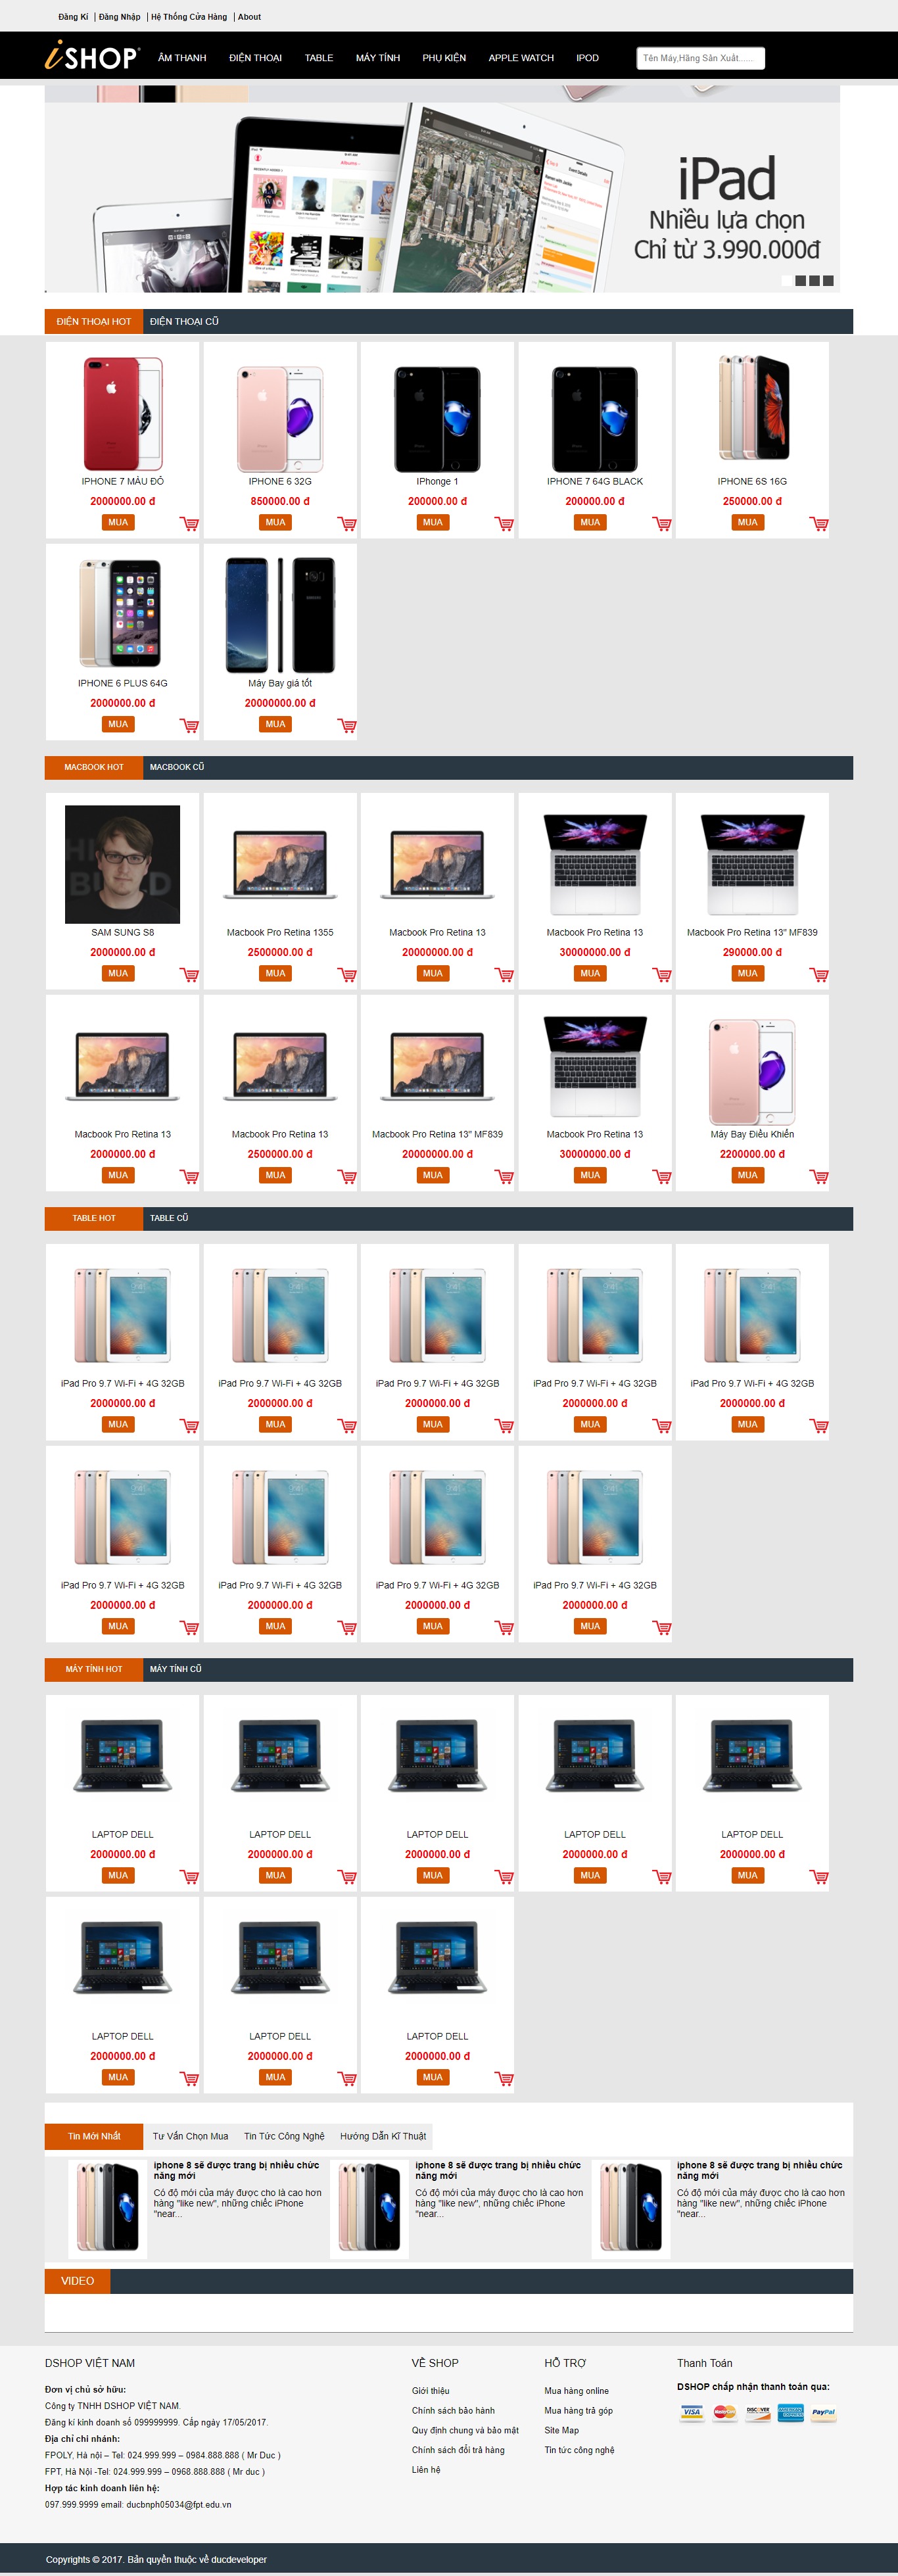 Đăng Kí | Đăng Nhập | Hệ Thống Cửa Hàng | About
iSHOP ÂM THANH ĐIỆN THOẠI TABLE MÁY TÍNH PHỤ KIỆN APPLE WATCH IPOD Tên Máy,Hãng Sản Xuất......
iPad
Nhiều lựa chọn
Chỉ từ 3.990.000đ
ĐIỆN THOẠI HOT ĐIỆN THOẠI CŨ
IPHONE 7 MÀU ĐỎ IPHONE 6 32G IPhonge 1 IPHONE 7 64G BLACK IPHONE 6S 16G
2000000.00 đ 850000.00 đ 200000.00 đ 200000.00 đ 250000.00 đ
MUA MUA MUA MUA MUA
IPHONE 6 PLUS 64G Máy Bay giá tốt
2000000.00 đ 20000000.00 đ
MUA MUA
MACBOOK HOT MACBOOK CŨ
SAM SUNG S8 Macbook Pro Retina 1355 Macbook Pro Retina 13 Macbook Pro Retina 13 Macbook Pro Retina 13" MF839
2000000.00 đ 2500000.00 đ 20000000.00 đ 30000000.00 đ 290000.00 đ
MUA MUA MUA MUA MUA
Macbook Pro Retina 13 Macbook Pro Retina 13 Macbook Pro Retina 13" MF839 Macbook Pro Retina 13 Máy Bay Điều Khiển
2000000.00 đ 2500000.00 đ 20000000.00 đ 30000000.00 đ 2200000.00 đ
MUA MUA MUA MUA MUA
TABLE HOT TABLE CŨ
iPad Pro 9.7 Wi-Fi + 4G 32GB iPad Pro 9.7 Wi-Fi + 4G 32GB iPad Pro 9.7 Wi-Fi + 4G 32GB iPad Pro 9.7 Wi-Fi + 4G 32GB iPad Pro 9.7 Wi-Fi + 4G 32GB
2000000.00 đ 2000000.00 đ 2000000.00 đ 2000000.00 đ 2000000.00 đ
MUA MUA MUA MUA MUA
iPad Pro 9.7 Wi-Fi + 4G 32GB iPad Pro 9.7 Wi-Fi + 4G 32GB iPad Pro 9.7 Wi-Fi + 4G 32GB iPad Pro 9.7 Wi-Fi + 4G 32GB
2000000.00 đ 2000000.00 đ 2000000.00 đ 2000000.00 đ
MUA MUA MUA MUA
MÁY TÍNH HOT MÁY TÍNH CŨ
LAPTOP DELL LAPTOP DELL LAPTOP DELL LAPTOP DELL LAPTOP DELL
2000000.00 đ 2000000.00 đ 2000000.00 đ 2000000.00 đ 2000000.00 đ
MUA MUA MUA MUA MUA
LAPTOP DELL LAPTOP DELL LAPTOP DELL
2000000.00 đ 2000000.00 đ 2000000.00 đ
MUA MUA MUA
Tin Mới Nhất Tư Vấn Chọn Mua Tin Tức Công Nghệ Hướng Dẫn Kĩ Thuật
iphone 8 sẽ được trang bị nhiều chức năng mới
Có độ mới của máy được cho là cao hơn hàng "like new", những chiếc iPhone "near...
iphone 8 sẽ được trang bị nhiều chức năng mới
Có độ mới của máy được cho là cao hơn hàng "like new", những chiếc iPhone "near...
iphone 8 sẽ được trang bị nhiều chức năng mới
Có độ mới của máy được cho là cao hơn hàng "like new", những chiếc iPhone "near...
VIDEO
DSHOP VIỆT NAM
Đơn vị chủ sở hữu:
Công ty TNHH DSHOP VIỆT NAM.
Đăng kí kinh doanh số 099999999. Cấp ngày 17/05/2017.
Địa chỉ chi nhánh:
FPOLY, Hà nội – Tel: 024.999.999 – 0984.888.888 ( Mr Duc )
FPT, Hà Nội -Tel: 024.999.999 – 0968.888.888 ( Mr duc )
Hợp tác kinh doanh liên hệ:
097.999.9999 email: ducbnph05034@fpt.edu.vn
VỀ SHOP
Giới thiệu
Chính sách bảo hành
Quy định chung và bảo mật
Chính sách đổi trả hàng
Liên hệ
HỖ TRỢ
Mua hàng online
Mua hàng trả góp
Site Map
Tin tức công nghệ
Thanh Toán
DSHOP chấp nhận thanh toán qua:
VISA MasterCard DISCOVER AMERICAN EXPRESS PayPal
Copyrights © 2017. Bản quyền thuộc về ducdeveloper